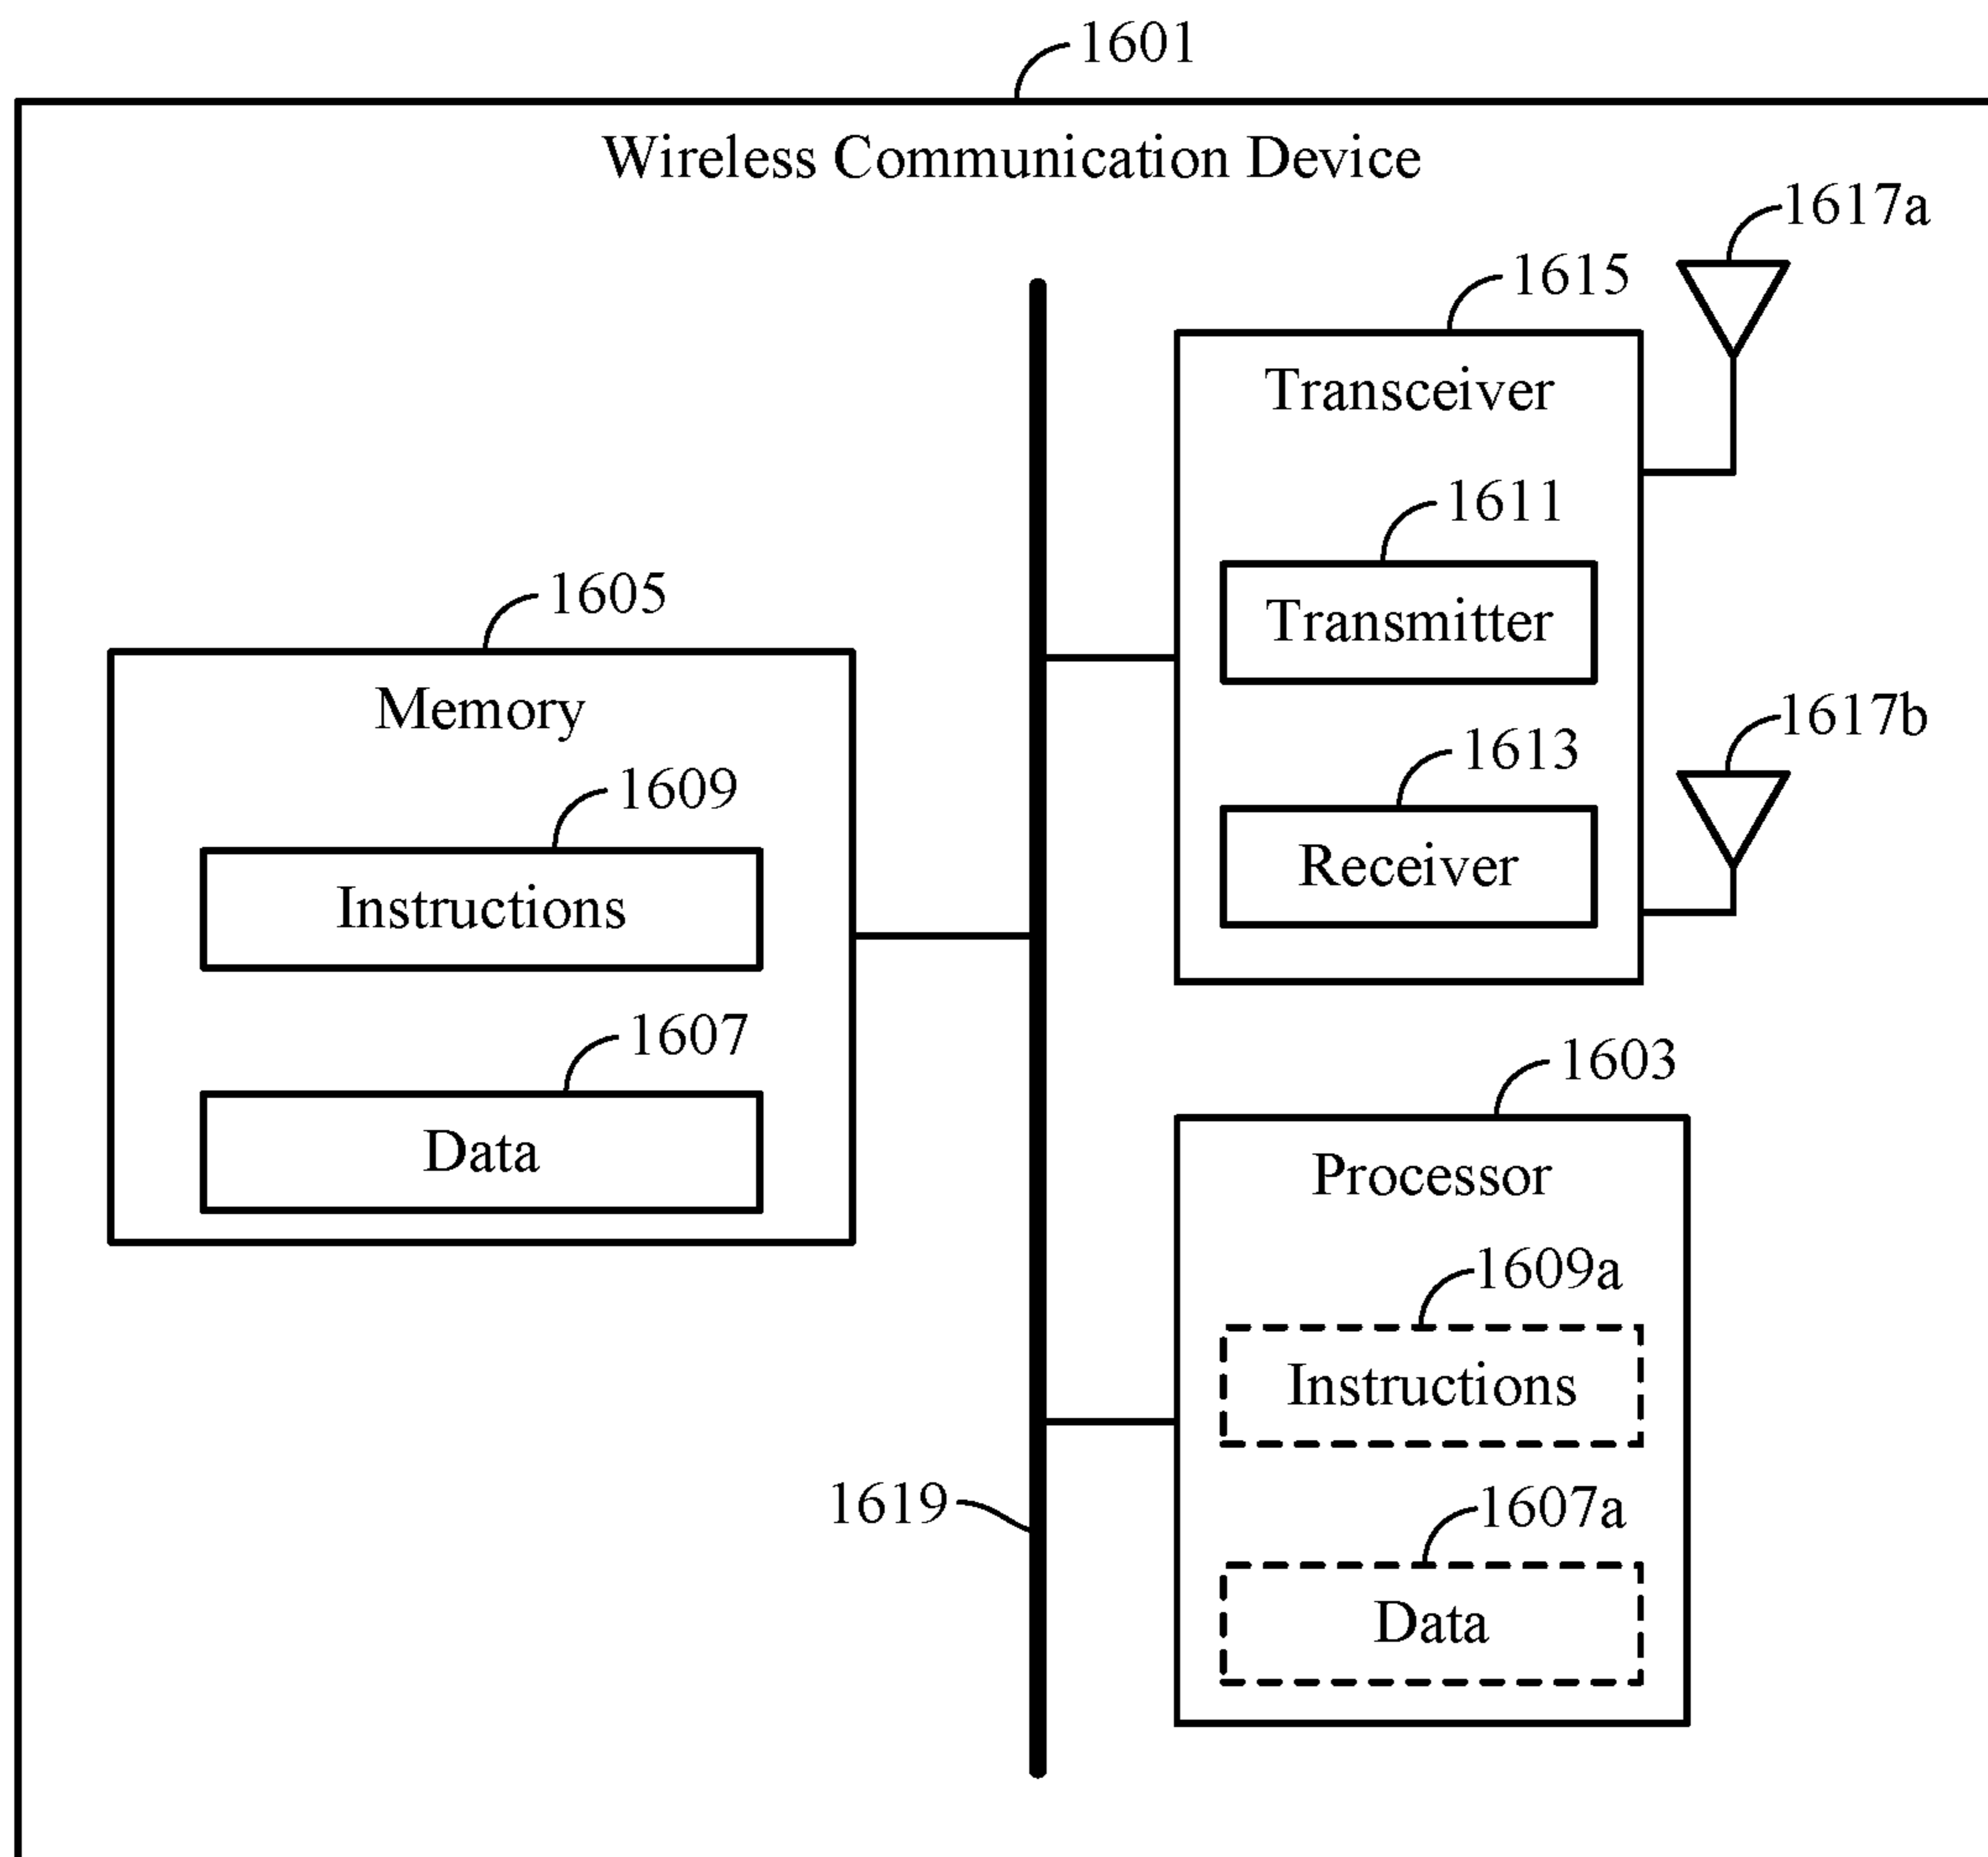 1601
Wireless Communication Device
1617a
1615
Transceiver
1611
Transmitter
1605
Memory
1617b
1613
1609
Receiver
Instructions
1607
1603
Data
Processor
1609a
Instructions
1619
1607a
Data